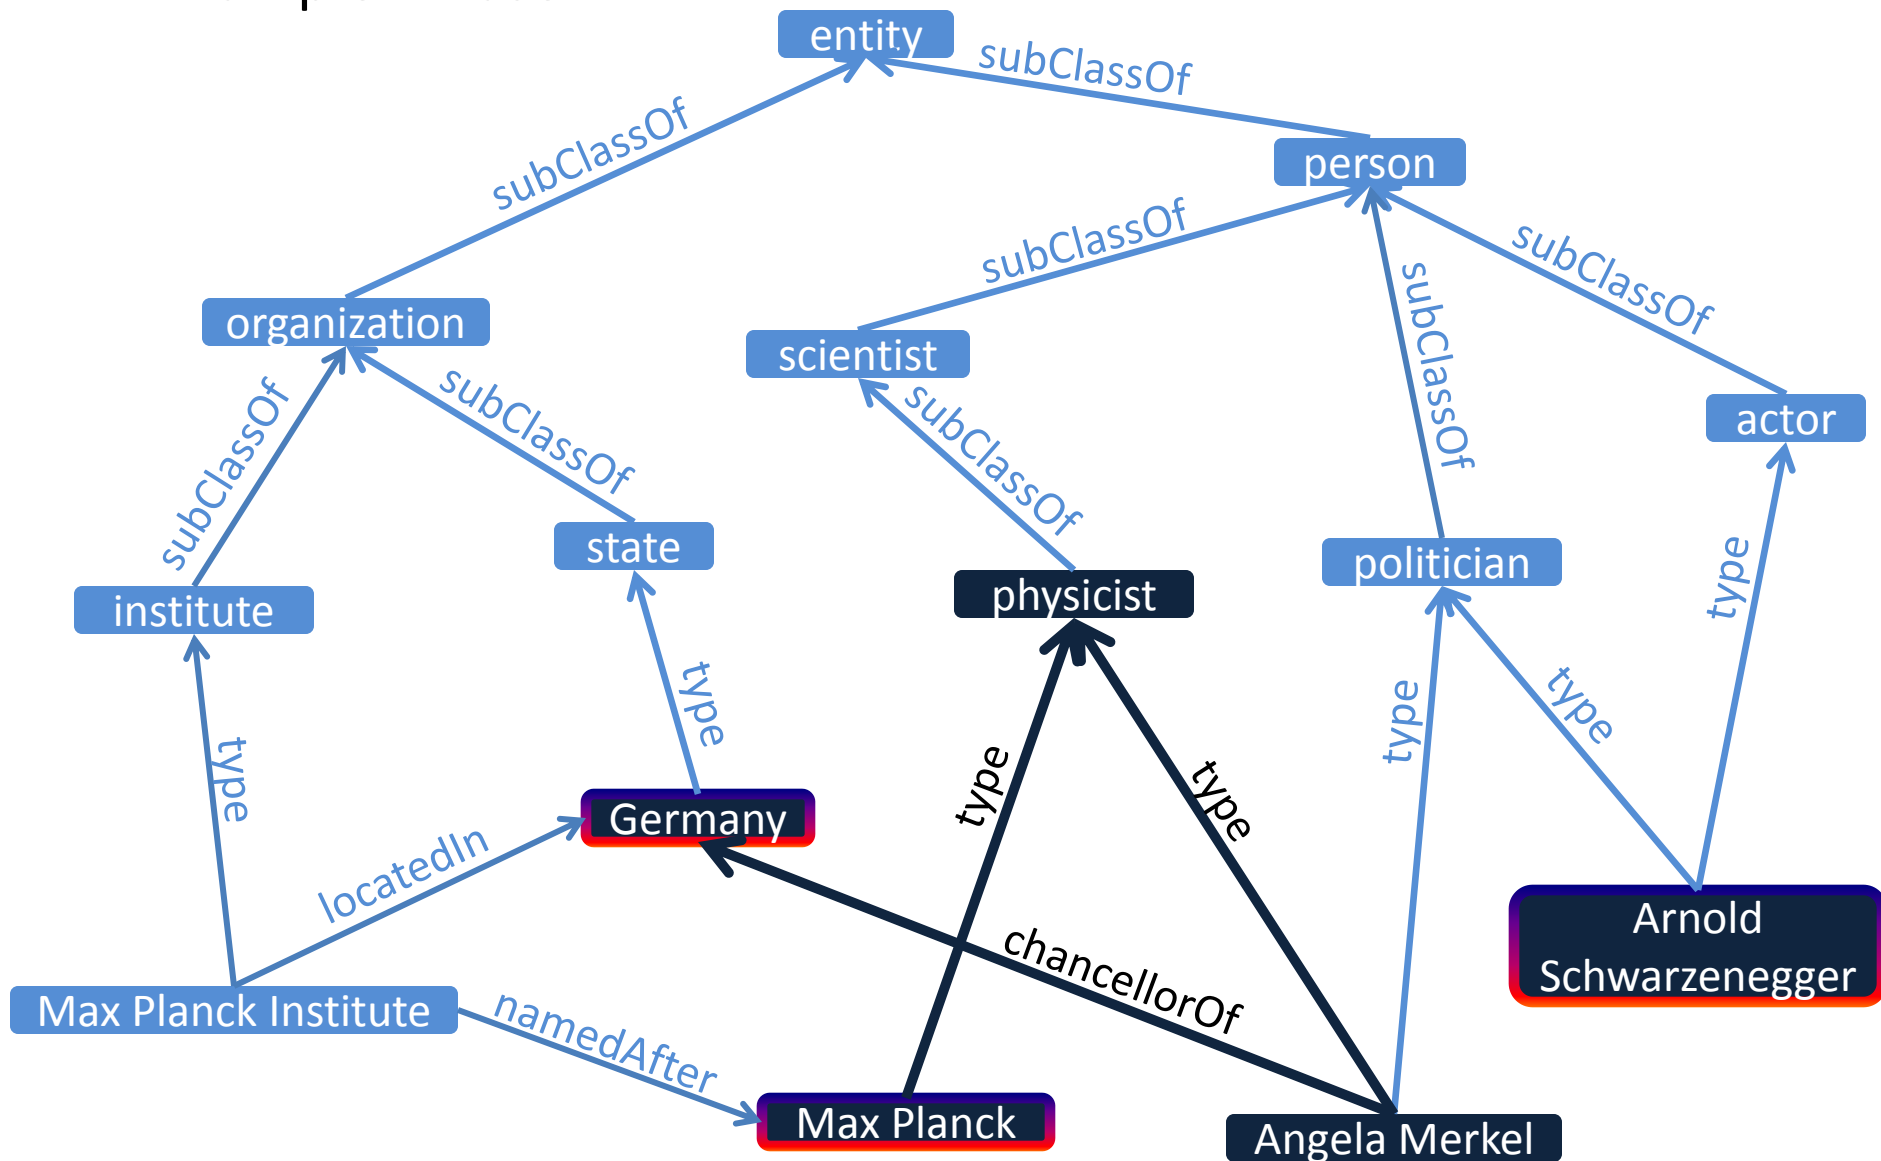 entity
subClassOf
subClassOf
person
subClassOf
subClassOf
subClassOf
organization
scientist
subClassOf
subClassOf
subClassOf
actor
state
type
institute
physicist
politician
type
type
type
type
type
type
Germany
locatedIn
Arnold
Schwarzenegger
chancellorOf
Max Planck Institute
namedAfter
Max Planck
Angela Merkel